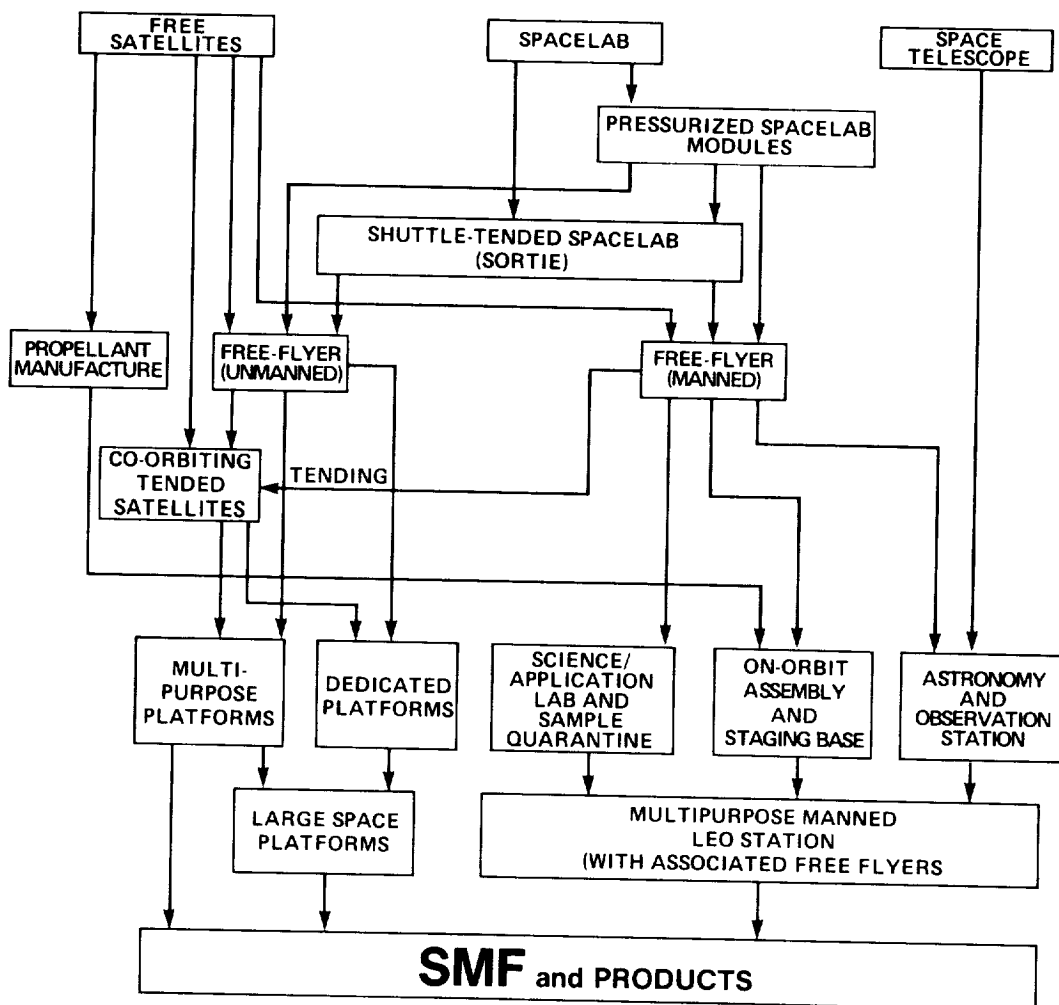 FREE
SATELLITES
SPACELAB
SPACE
TELESCOPE
PRESSURIZED SPACELAB
MODULES
SHUTTLE-TENDED SPACELAB
(SORTIE)
PROPELLANT
MANUFACTURE
FREE-FLYER
(UNMANNED)
FREE-FLYER
(MANNED)
CO-ORBITING
TENDED
SATELLITES
TENDING
MULTI-
PURPOSE
PLATFORMS
DEDICATED
PLATFORMS
SCIENCE/
APPLICATION
LAB AND
SAMPLE
QUARANTINE
ON-ORBIT
ASSEMBLY
AND
STAGING BASE
ASTRONOMY
AND
OBSERVATION
STATION
LARGE SPACE
PLATFORMS
MULTIPURPOSE MANNED
LEO STATION
(WITH ASSOCIATED FREE FLYERS
SMF and PRODUCTS